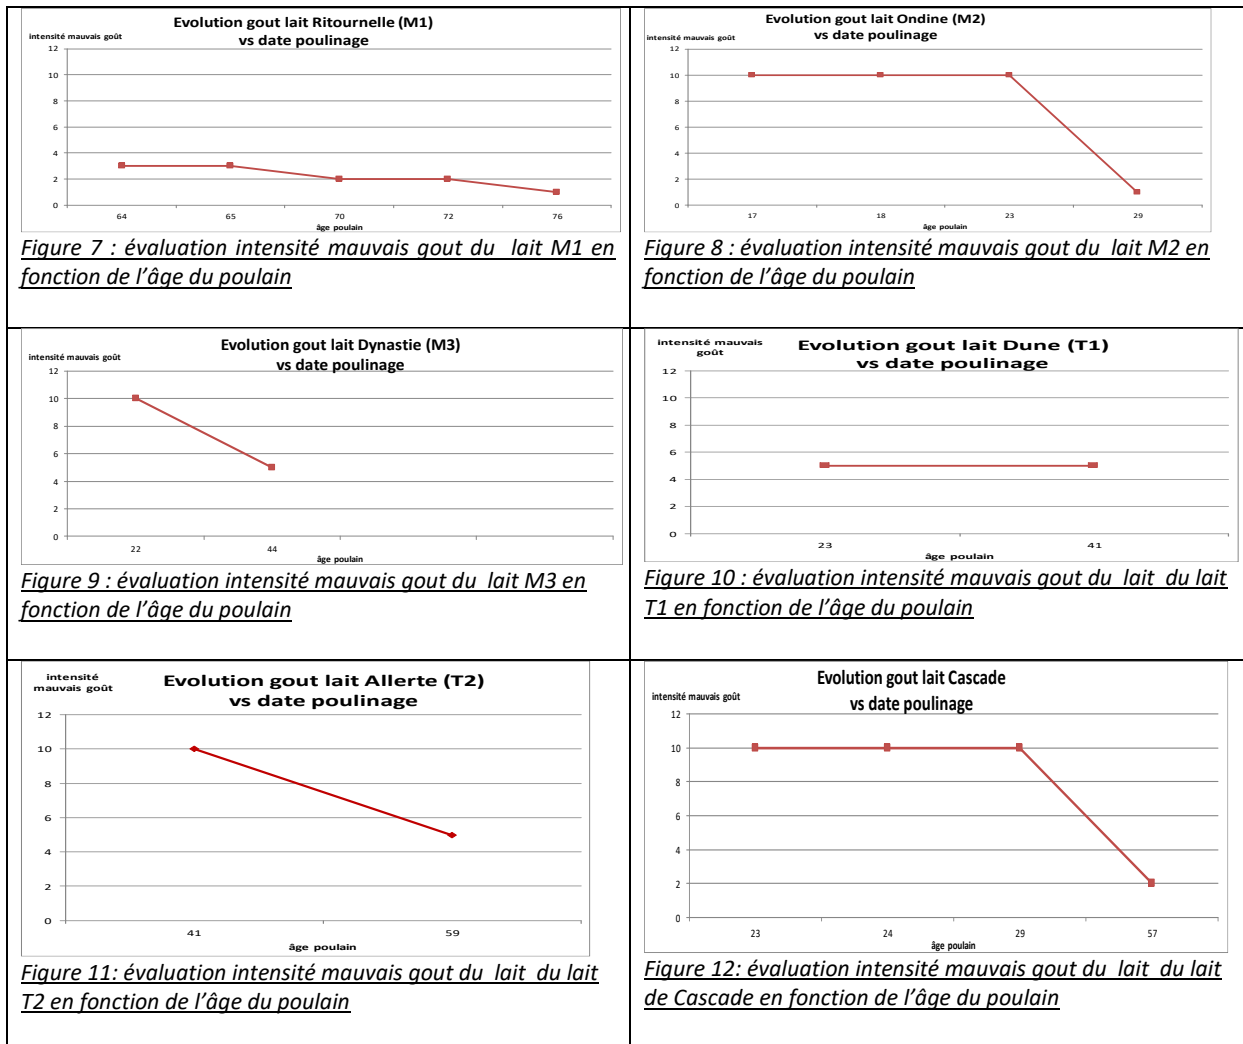 Evolution gout lait Ritournelle (M1)
vs date poulinage
intensité mauvais goût
12
10
8
6
4
2
0
64 65 70 72 76
âge poulain
Figure 7 : évaluation intensité mauvais gout du lait M1 en
fonction de l'âge du poulain
Evolution gout lait Ondine (M2)
vs date poulinage
intensité mauvais goût
12
10
8
6
4
2
0
17 18 23 29
âge poulain
Figure 8 : évaluation intensité mauvais gout du lait M2 en
fonction de l'âge du poulain
Evolution gout lait Dynastie (M3)
vs date poulinage
intensité mauvais goût
12
10
8
6
4
2
0
22 44
âge poulain
Figure 9 : évaluation intensité mauvais gout du lait M3 en
fonction de l'âge du poulain
intensité mauvais
goût
Evolution gout lait Dune (T1)
vs date poulinage
12
10
8
6
4
2
0
23 41
âge poulain
Figure 10 : évaluation intensité mauvais gout du lait du lait
T1 en fonction de l'âge du poulain
intensité
mauvais goût
Evolution gout lait Allerte (T2)
vs date poulinage
12
10
8
6
4
2
0
41 59
âge poulain
Figure 11: évaluation intensité mauvais gout du lait du lait
T2 en fonction de l'âge du poulain
Evolution gout lait Cascade
vs date poulinage
intensité mauvais goût
12
10
8
6
4
2
0
23 24 29 57
âge poulain
Figure 12: évaluation intensité mauvais gout du lait du lait
de Cascade en fonction de l'âge du poulain